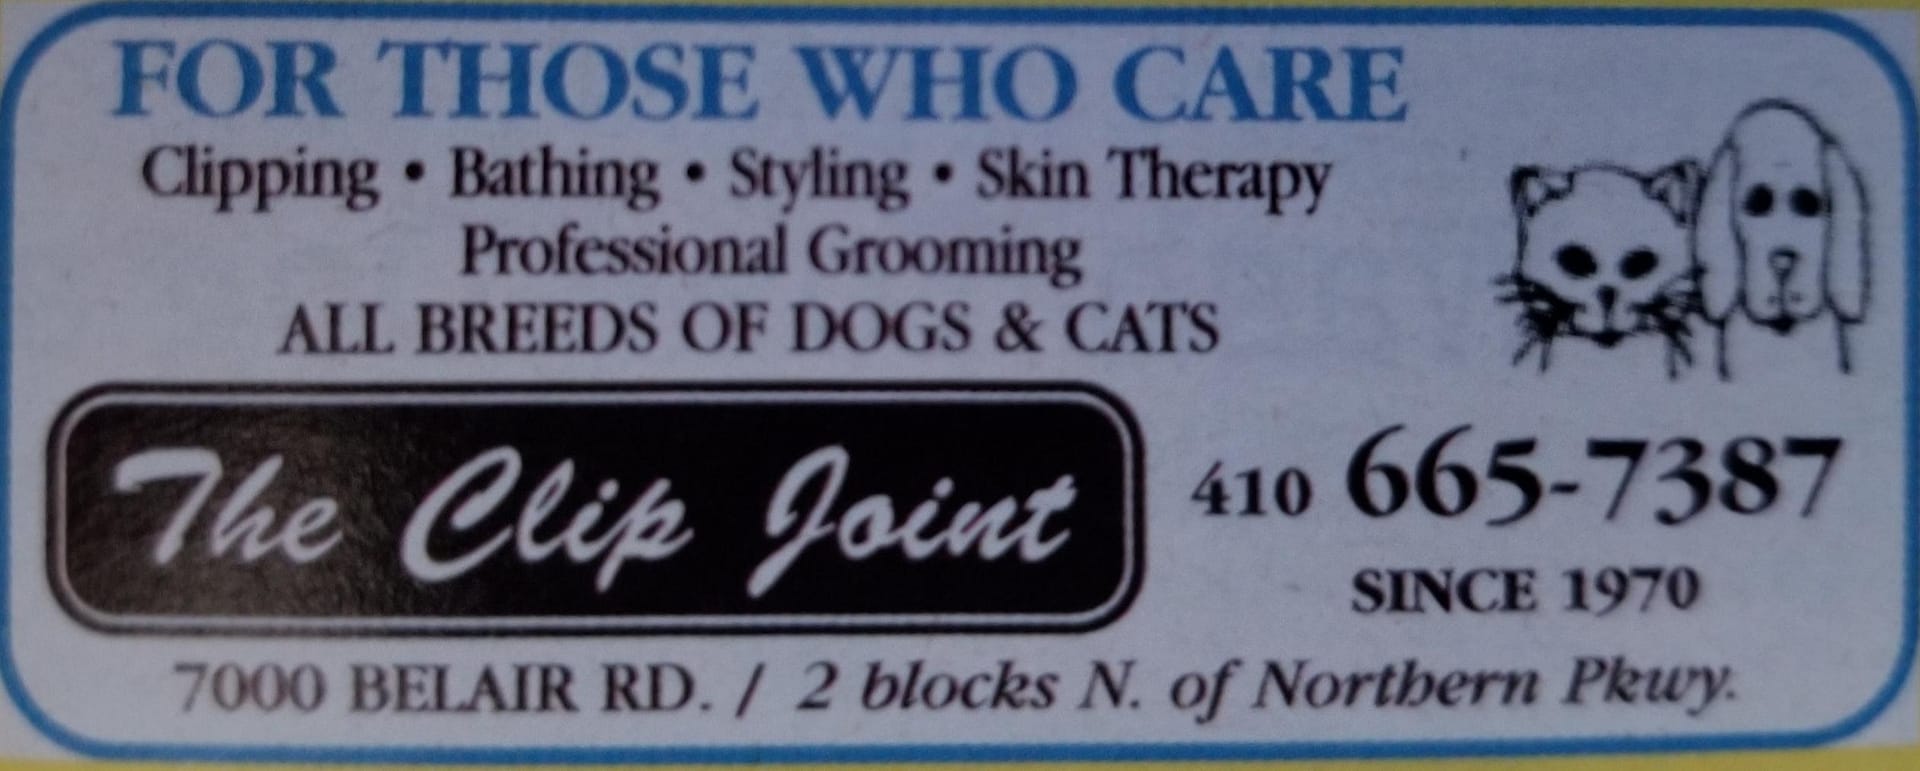 FOR THOSE WHO CARE
Clipping • Bathing • Styling • Skin Therapy
Professional Grooming
ALL BREEDS OF DOGS & CATS
The Clip Joint
410 665-7387
SINCE 1970
7000 BELAIR RD. / 2 blocks N. of Northern Pkwy.